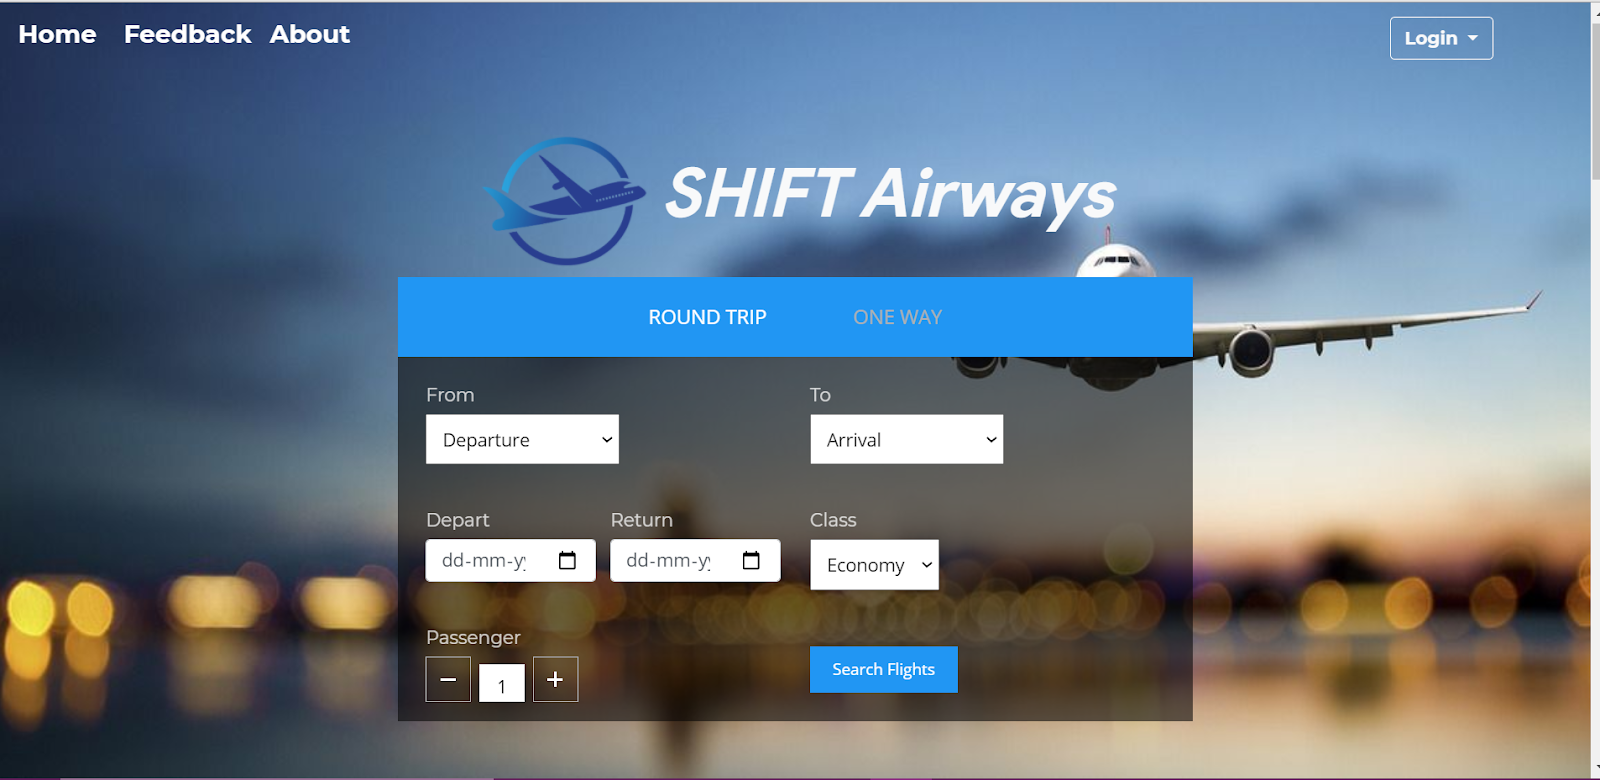 Home Feedback About Login
SHIFT Airways
ROUND TRIP ONE WAY
From To
Departure Arrival
Depart Return Class
dd-mm-y dd-mm-y Economy
Passenger
− 1 + Search Flights